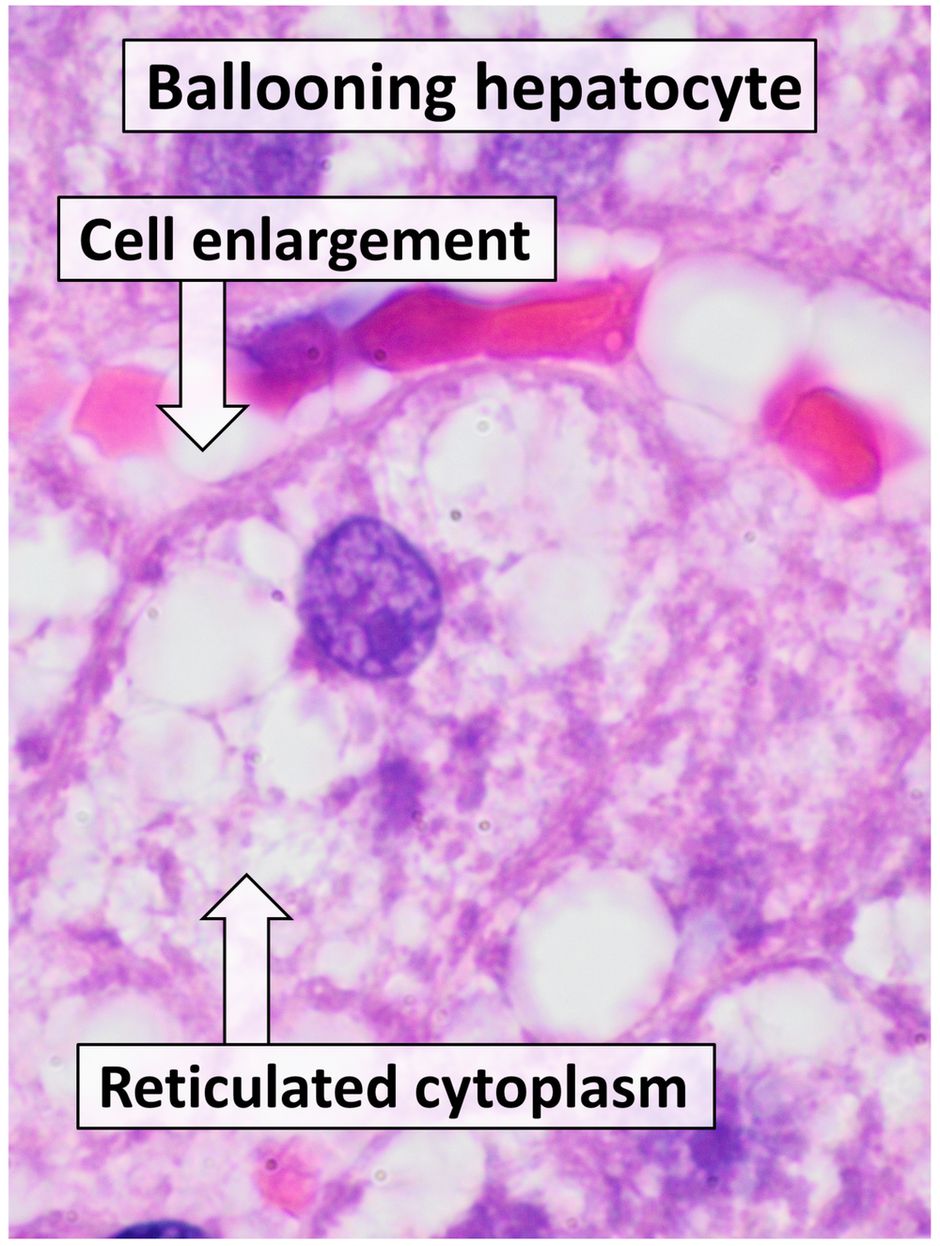 Ballooning hepatocyte
Cell enlargement
Reticulated cytoplasm